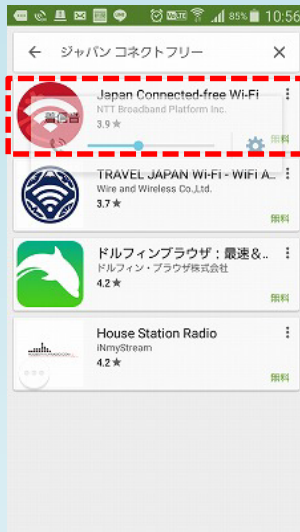 85% 10:56
ジャパン コネクトフリー
Japan Connected-free Wi-Fi
NTT Broadband Platform Inc.
3.9★
無料
TRAVEL JAPAN Wi-Fi - WiFi A..
Wire and Wireless Co.,Ltd.
3.7★
ドルフィンブラウザ：最速&..
ドルフィン・ブラウザ株式会社
4.2★
無料
House Station Radio
iNmyStream
4.2★
無料